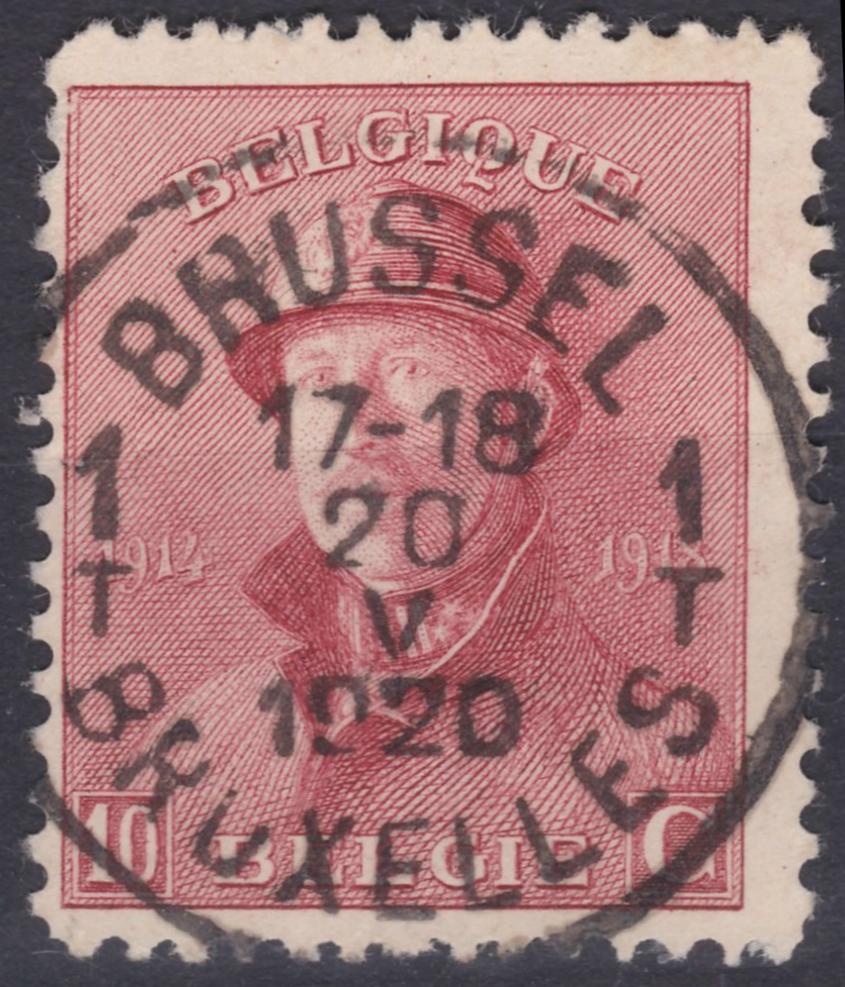 BELGIQUE
BRUSSEL
17-18
1 1
20
1914 1918
T T
V
1920
BRUXELLES
10 BELGIE C